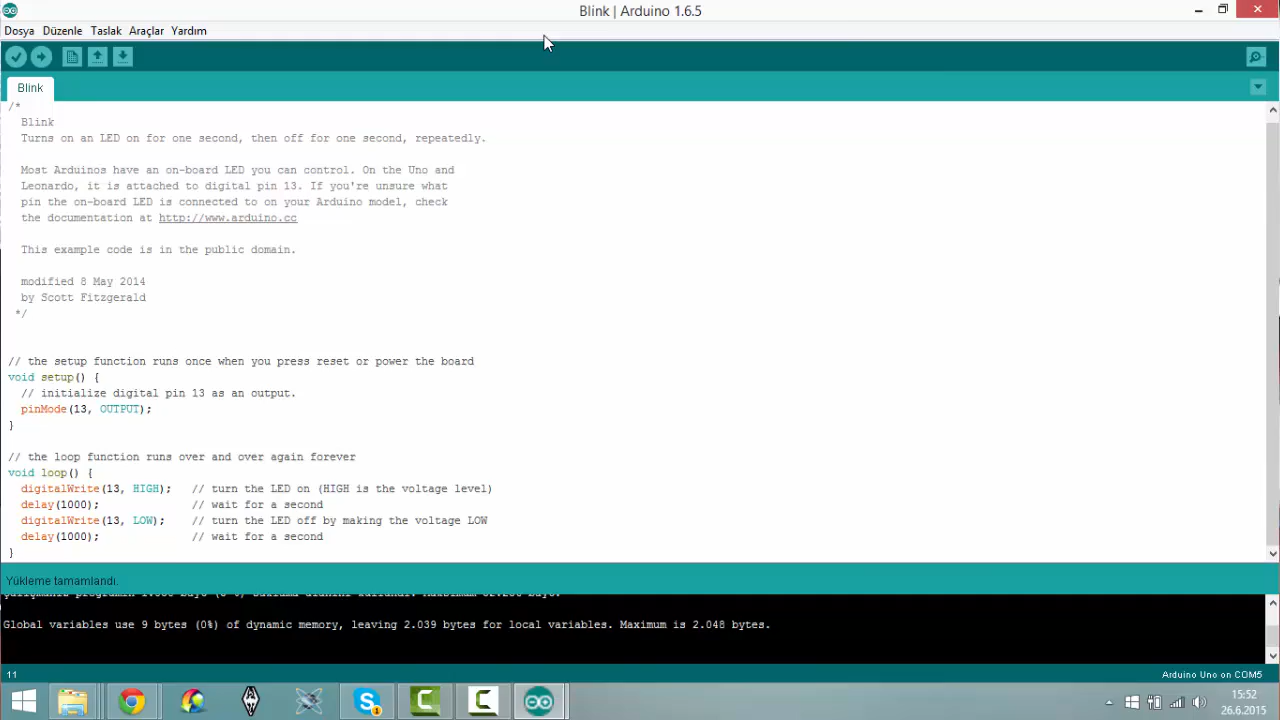 Blink | Arduino 1.6.5
Dosya Düzenle Taslak Araçlar Yardım
Blink
/*
Blink
Turns on an LED on for one second, then off for one second, repeatedly.
Most Arduinos have an on-board LED you can control. On the Uno and
Leonardo, it is attached to digital pin 13. If you're unsure what
pin the on-board LED is connected to on your Arduino model, check
the documentation at http://www.arduino.cc
This example code is in the public domain.
modified 8 May 2014
by Scott Fitzgerald
*/
// the setup function runs once when you press reset or power the board
void setup() {
// initialize digital pin 13 as an output.
pinMode(13, OUTPUT);
}
// the loop function runs over and over again forever
void loop() {
digitalWrite(13, HIGH); // turn the LED on (HIGH is the voltage level)
delay(1000); // wait for a second
digitalWrite(13, LOW); // turn the LED off by making the voltage LOW
delay(1000); // wait for a second
}
Yükleme tamamlandı.
Global variables use 9 bytes (0%) of dynamic memory, leaving 2.039 bytes for local variables. Maximum is 2.048 bytes.
11
Arduino Uno on COM5
15:52
26.6.2015